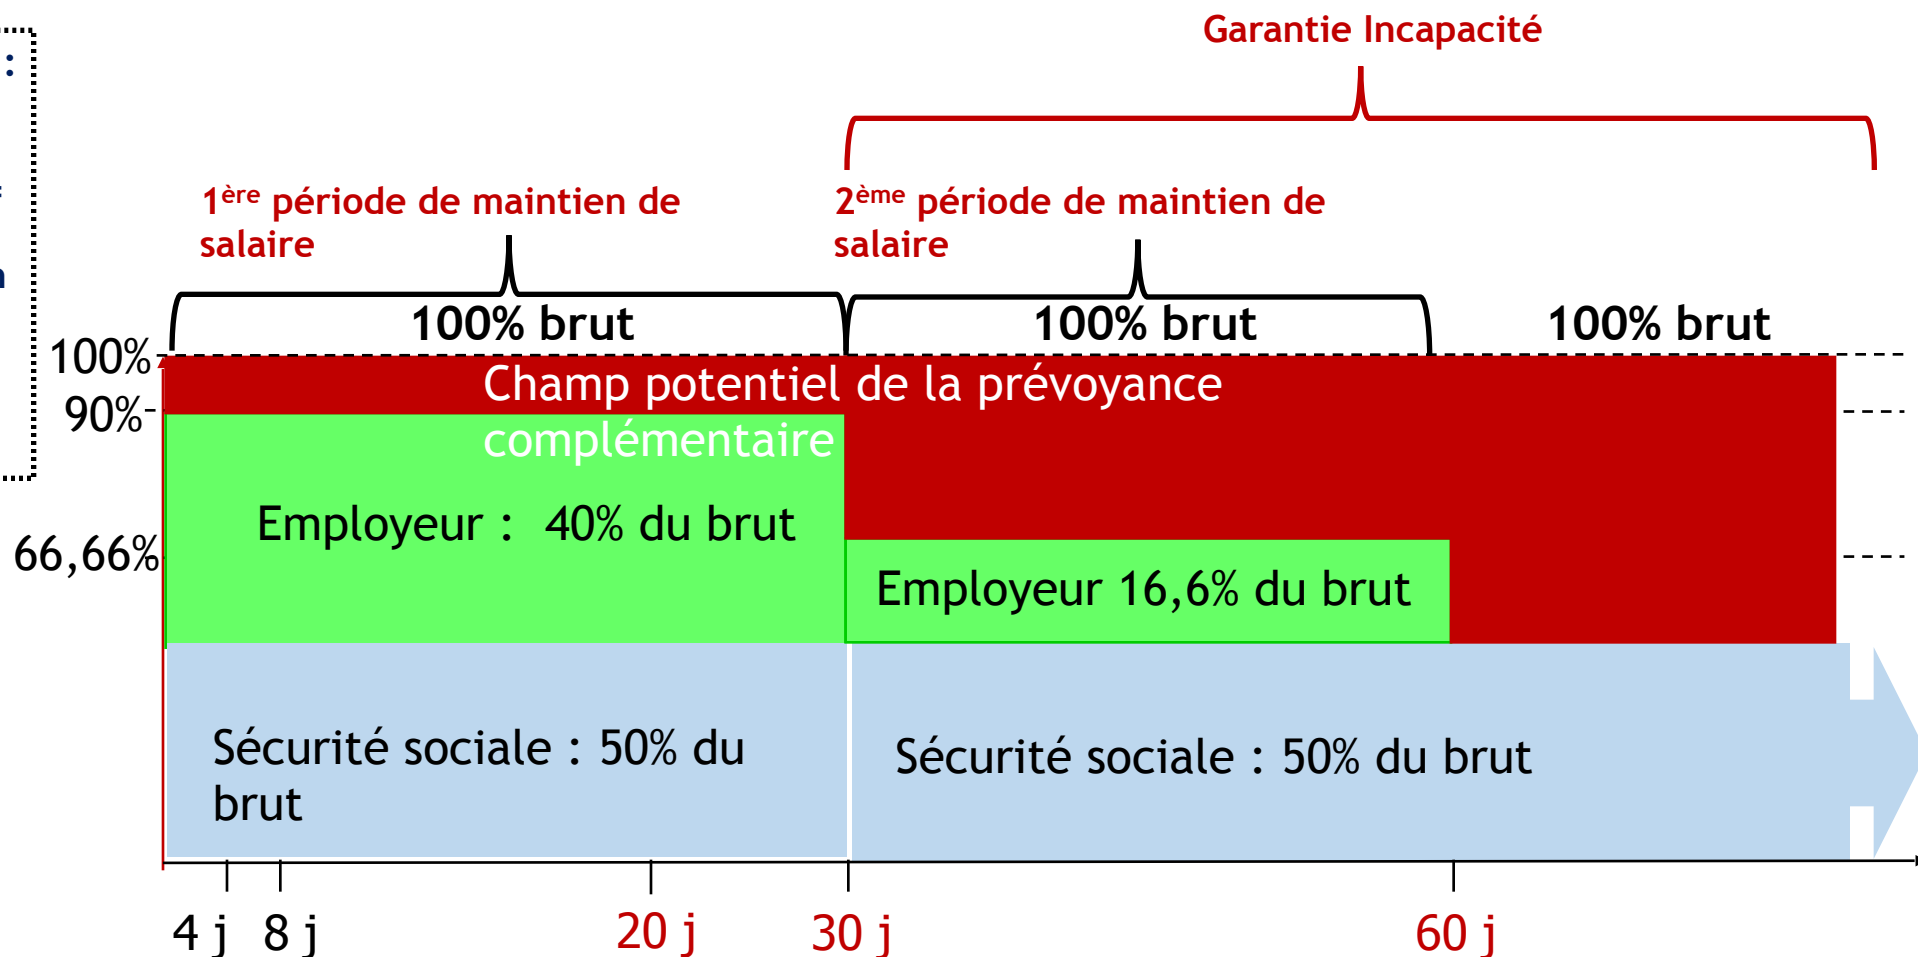 Garantie Incapacité
:
1ère période de maintien de
salaire
2ème période de maintien de
salaire
100% brut
100% brut
100% brut
100%
90%
66,66%
Champ potentiel de la prévoyance
complémentaire
Employeur : 40% du brut
Employeur 16,6% du brut
Sécurité sociale : 50% du
brut
Sécurité sociale : 50% du brut
4 j
8 j
20 j
30 j
60 j